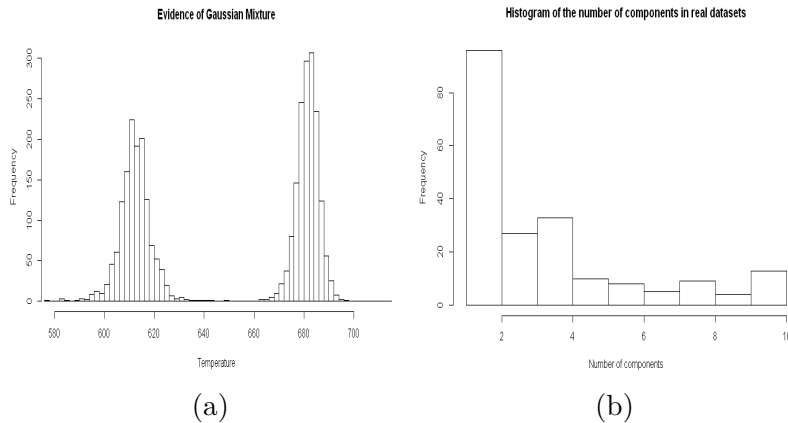 Evidence of Gaussian Mixture
Frequency
0
50
100
150
200
250
300
580 600 620 640 660 680 700
Temperature
(a)
Histogram of the number of components in real datasets
Frequency
0
20
40
60
80
2 4 6 8 10
Number of components
(b)